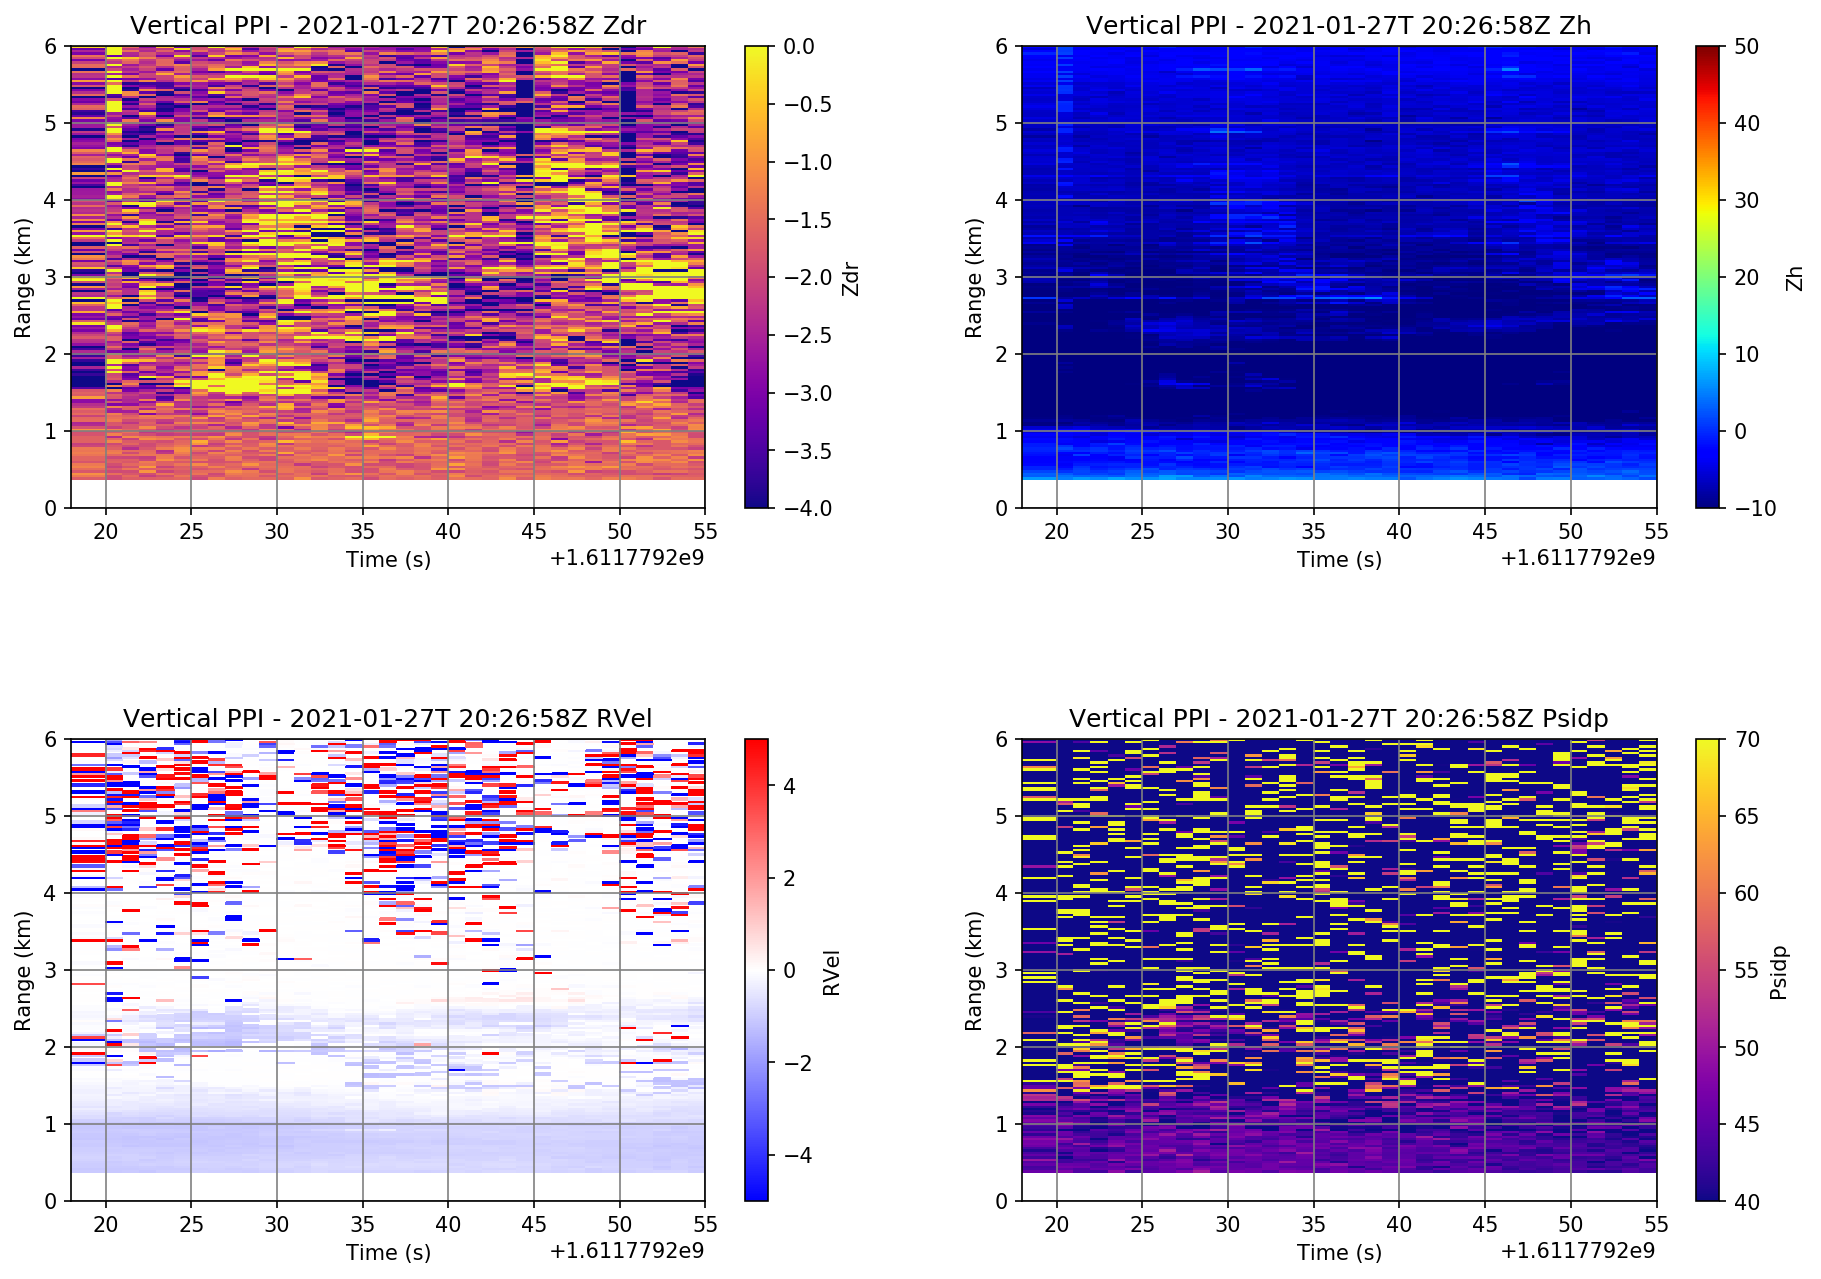 Vertical PPI - 2021-01-27T 20:26:58Z Zdr
6
5
4
3
2
1
0
Range (km)
20 25 30 35 40 45 50 55
Time (s)
+1.6117792e9
0.0
−0.5
−1.0
−1.5
−2.0
−2.5
−3.0
−3.5
−4.0
Zdr
Vertical PPI - 2021-01-27T 20:26:58Z Zh
6
5
4
3
2
1
0
Range (km)
20 25 30 35 40 45 50 55
Time (s)
+1.6117792e9
50
40
30
20
10
0
−10
Zh
Vertical PPI - 2021-01-27T 20:26:58Z RVel
6
5
4
3
2
1
0
Range (km)
20 25 30 35 40 45 50 55
Time (s)
+1.6117792e9
4
2
0
−2
−4
RVel
Vertical PPI - 2021-01-27T 20:26:58Z Psidp
6
5
4
3
2
1
0
Range (km)
20 25 30 35 40 45 50 55
Time (s)
+1.6117792e9
70
65
60
55
50
45
40
Psidp